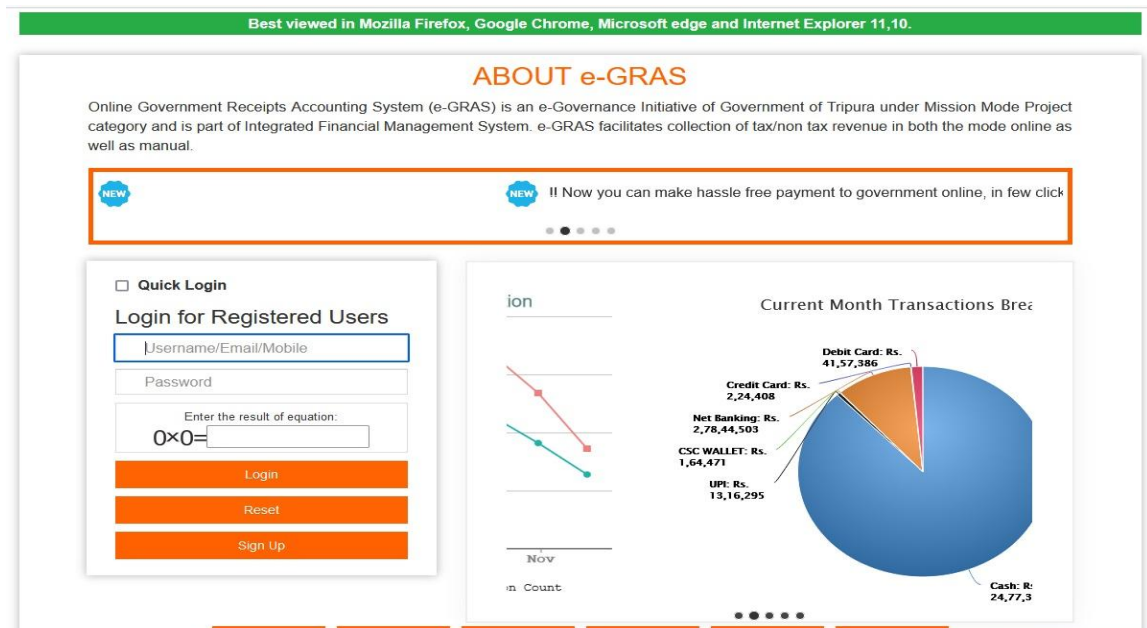 Best viewed in Mozilla Firefox, Google Chrome, Microsoft edge and Internet Explorer 11,10.
ABOUT e-GRAS
Online Government Receipts Accounting System (e-GRAS) is an e-Governance Initiative of Government of Tripura under Mission Mode Project
category and is part of Integrated Financial Management System. e-GRAS facilitates collection of tax/non tax revenue in both the mode online as
well as manual.
NEW
NEW !! Now you can make hassle free payment to government online, in few click
Quick Login
Login for Registered Users
Username/Email/Mobile
Password
Enter the result of equation:
0×0=
Login
Reset
Sign Up
ion
Nov
n Count
Current Month Transactions Brea
Debit Card: Rs.
41,57,386
Credit Card: Rs.
2,24,408
Net Banking: Rs.
2,78,44,503
CSC WALLET: Rs.
1,64,471
UPI: Rs.
13,16,295
Cash: R
24,77,3